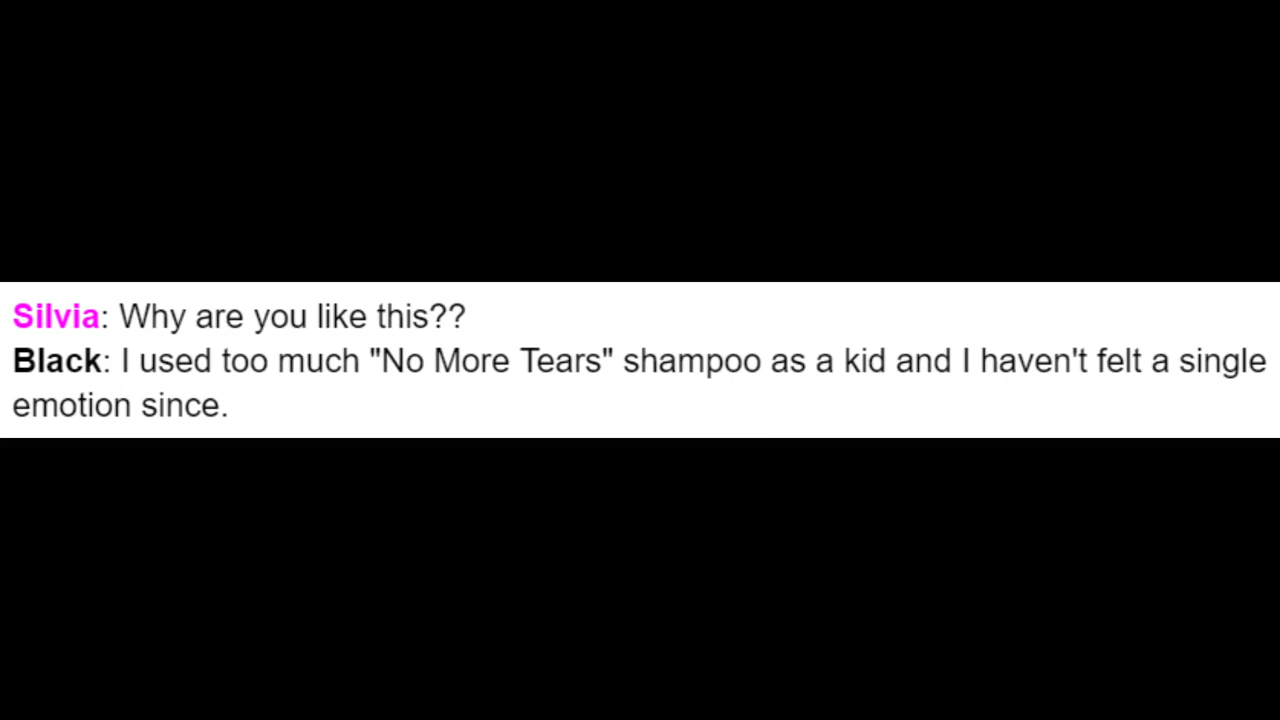 Silvia: Why are you like this??
Black: I used too much "No More Tears" shampoo as a kid and I haven't felt a single
emotion since.